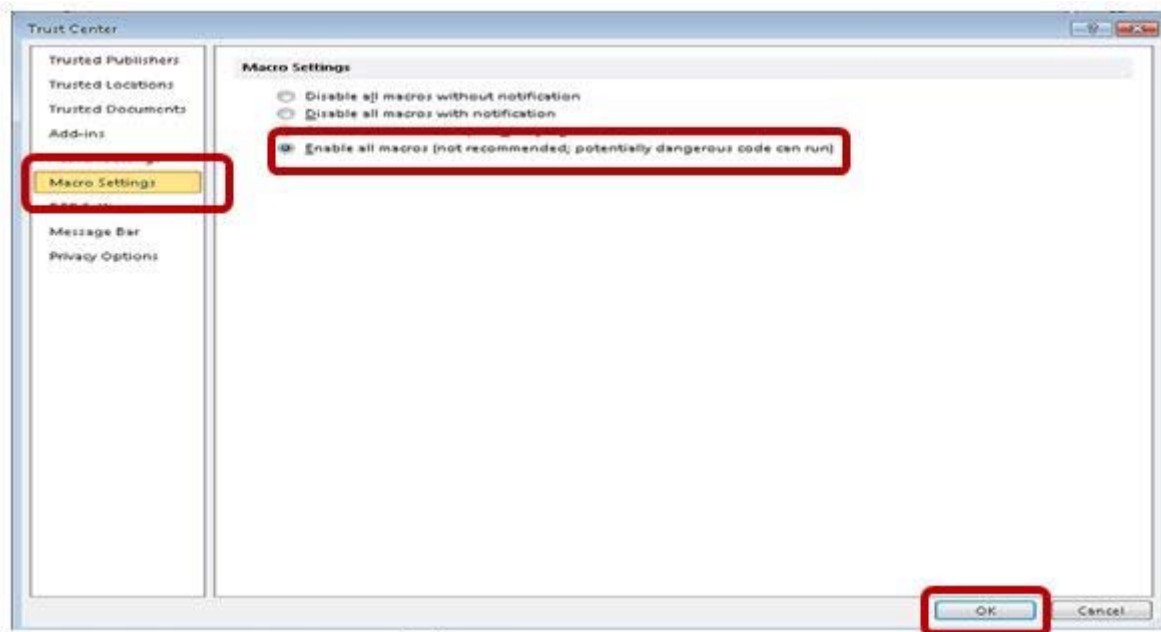 Trust Center
Trusted Publishers
Trusted Locations
Trusted Documents
Add-ins
Macro Settings
Message Bar
Privacy Options
Macro Settings
Disable all macros without notification
Disable all macros with notification
Enable all macros (not recommended; potentially dangerous code can run)
OK
Cancel